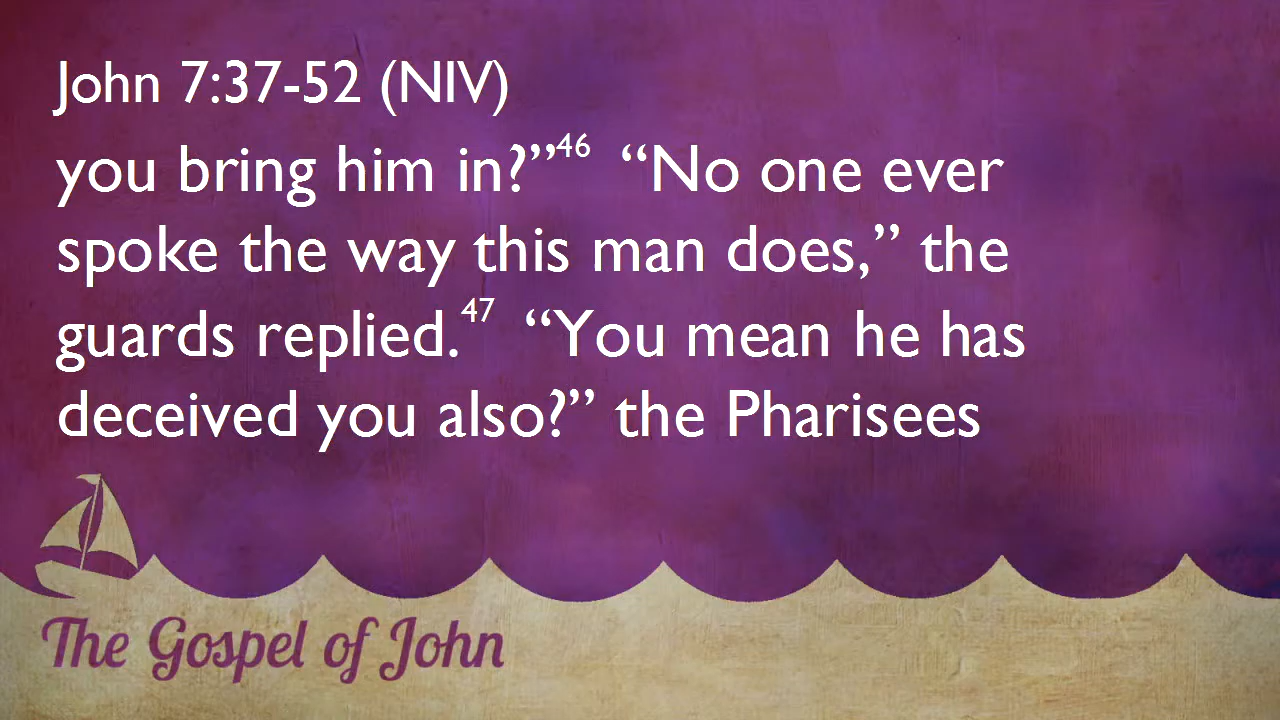 John 7:37-52 (NIV)
you bring him in?”46 “No one ever
spoke the way this man does,” the
guards replied.47 “You mean he has
deceived you also?” the Pharisees
The Gospel of John